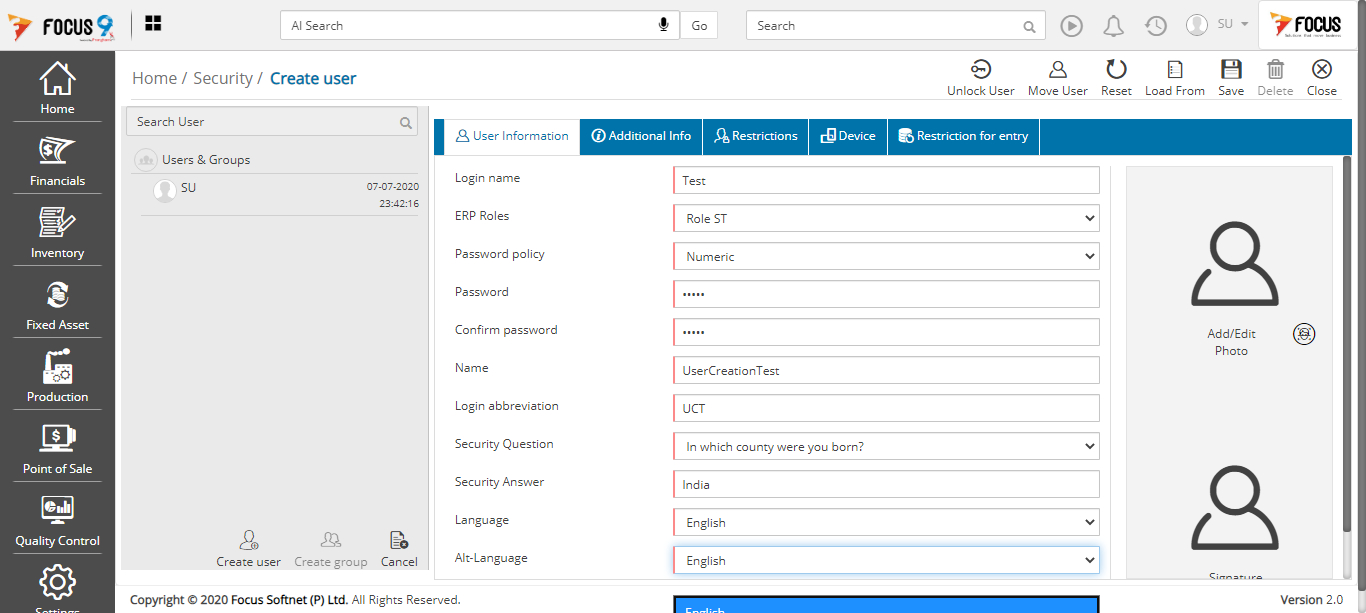 FOCUS 9
AI Search
Go
Search
SU
FOCUS
Home / Security / Create user
Unlock User
Move User
Reset
Load From
Save
Delete
Close
Home
Financials
Inventory
Fixed Asset
Production
Point of Sale
Quality Control
Settings
Search User
Users & Groups
SU
07-07-2020
23:42:16
Create user
Create group
Cancel
User Information
Additional Info
Restrictions
Device
Restriction for entry
Login name
Test
ERP Roles
Role ST
Password policy
Numeric
Password
•••••
Confirm password
•••••
Name
UserCreationTest
Login abbreviation
UCT
Security Question
In which county were you born?
Security Answer
India
Language
English
Alt-Language
English
English
Add/Edit
Photo
Signature
Copyright © 2020 Focus Softnet (P) Ltd. All Rights Reserved.
Version 2.0